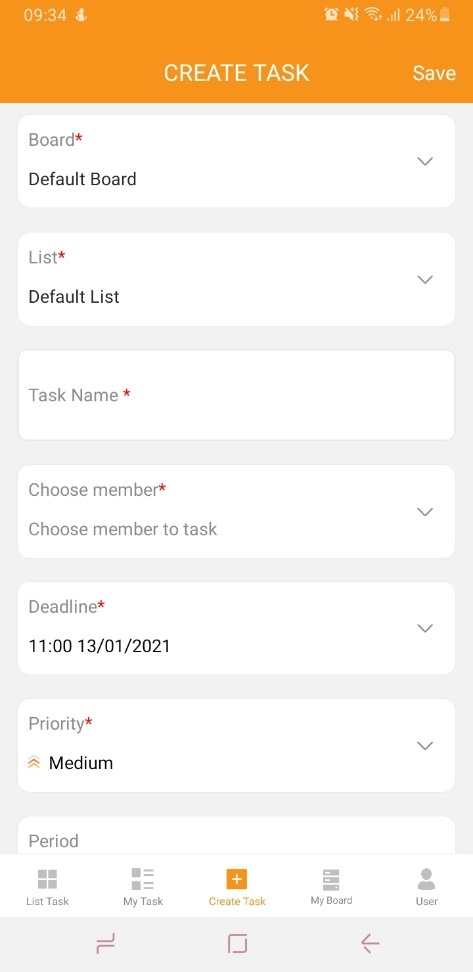 09:34 24%
CREATE TASK Save
Board*
Default Board
List*
Default List
Task Name *
Choose member*
Choose member to task
Deadline*
11:00 13/01/2021
Priority*
Medium
Period
List Task My Task Create Task My Board User